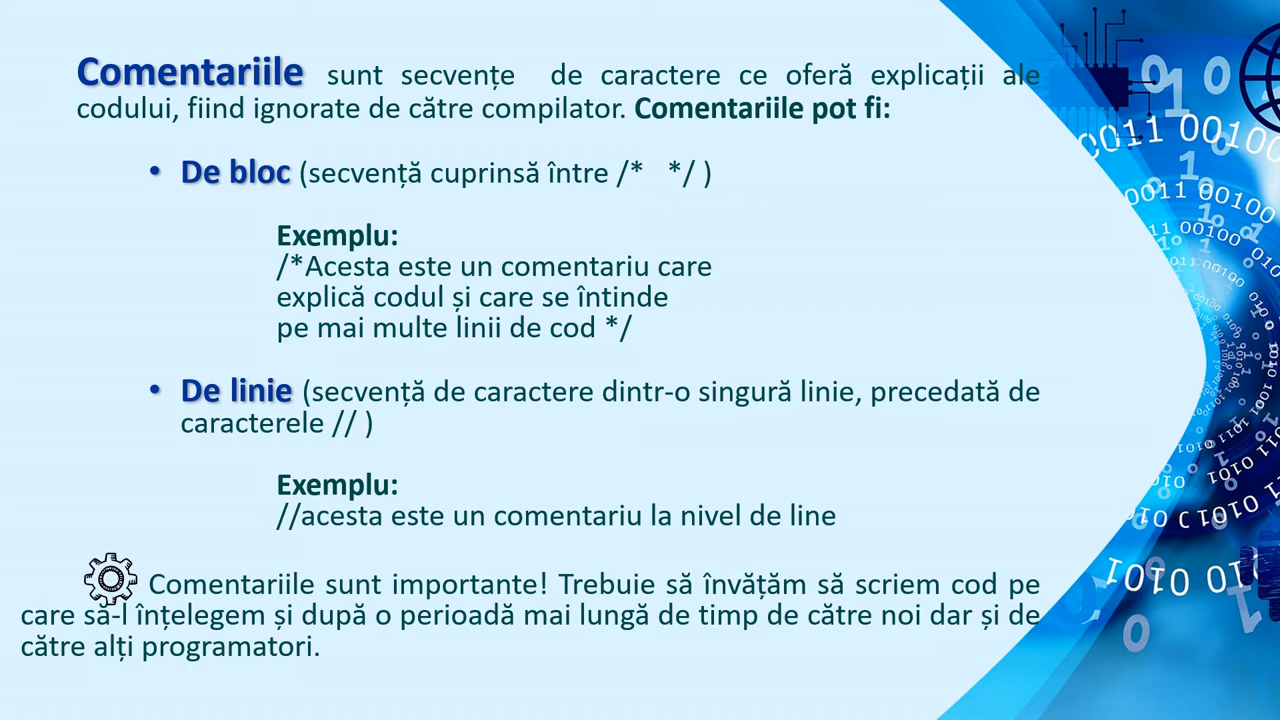 Comentariile sunt secvențe de caractere ce oferă explicații ale
codului, fiind ignorate de către compilator. Comentariile pot fi:
• De bloc (secvență cuprinsă între /* */ )
Exemplu:
/*Acesta este un comentariu care
explică codul și care se întinde
pe mai multe linii de cod */
• De linie (secvență de caractere dintr-o singură linie, precedată de
caracterele // )
Exemplu:
//acesta este un comentariu la nivel de line
Comentariile sunt importante! Trebuie să învățăm să scriem cod pe
care să-l înțelegem și după o perioadă mai lungă de timp de către noi dar și de
către alți programatori.